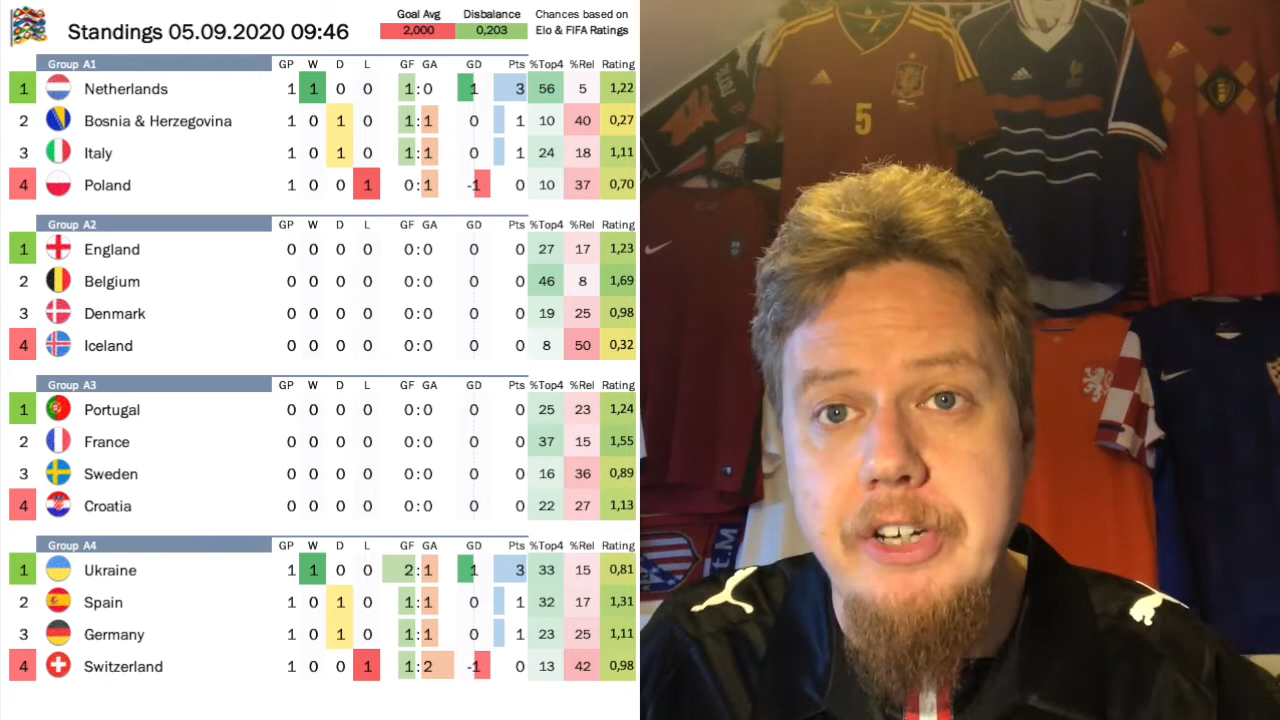 Goal Avg Disbalance Chances based on
Standings 05.09.2020 09:46 2,000 0,203 Elo & FIFA Ratings
Group A1 GP W D L GF GA GD Pts %Top4 %Rel Rating
1 Netherlands 1 1 0 0 1:0 1 3 56 5 1,22
2 Bosnia & Herzegovina 1 0 1 0 1:1 0 1 10 40 0,27
3 Italy 1 0 1 0 1:1 0 1 24 18 1,11
4 Poland 1 0 0 1 0:1 -1 0 10 37 0,70
Group A2 GP W D L GF GA GD Pts %Top4 %Rel Rating
1 England 0 0 0 0 0:0 0 0 27 17 1,23
2 Belgium 0 0 0 0 0:0 0 0 46 8 1,69
3 Denmark 0 0 0 0 0:0 0 0 19 25 0,98
4 Iceland 0 0 0 0 0:0 0 0 8 50 0,32
Group A3 GP W D L GF GA GD Pts %Top4 %Rel Rating
1 Portugal 0 0 0 0 0:0 0 0 25 23 1,24
2 France 0 0 0 0 0:0 0 0 37 15 1,55
3 Sweden 0 0 0 0 0:0 0 0 16 36 0,89
4 Croatia 0 0 0 0 0:0 0 0 22 27 1,13
Group A4 GP W D L GF GA GD Pts %Top4 %Rel Rating
1 Ukraine 1 1 0 0 2:1 1 3 33 15 0,81
2 Spain 1 0 1 0 1:1 0 1 32 17 1,31
3 Germany 1 0 1 0 1:1 0 1 23 25 1,11
4 Switzerland 1 0 0 1 1:2 -1 0 13 42 0,98
5
t.M